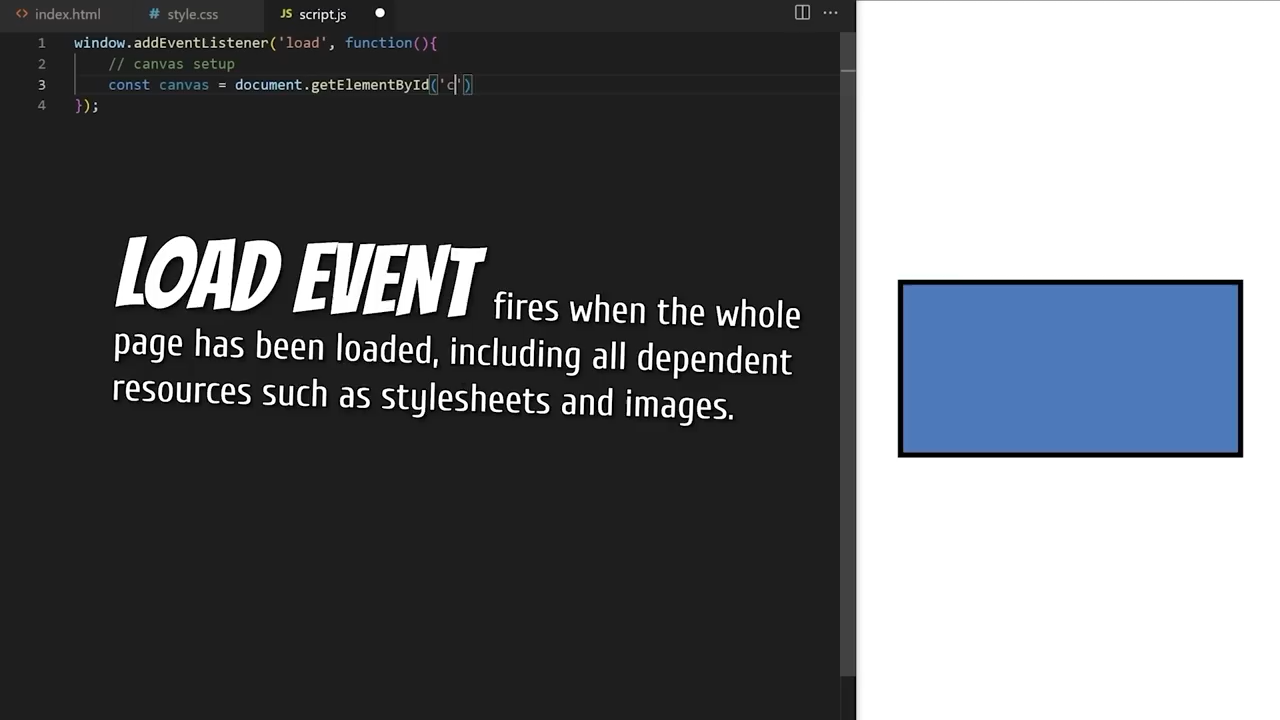 index.html
style.css
script.js
1 window.addEventListener('load', function(){
2 // canvas setup
3 const canvas = document.getElementById('c')
4 });
LOAD EVENT fires when the whole
page has been loaded, including all dependent
resources such as stylesheets and images.